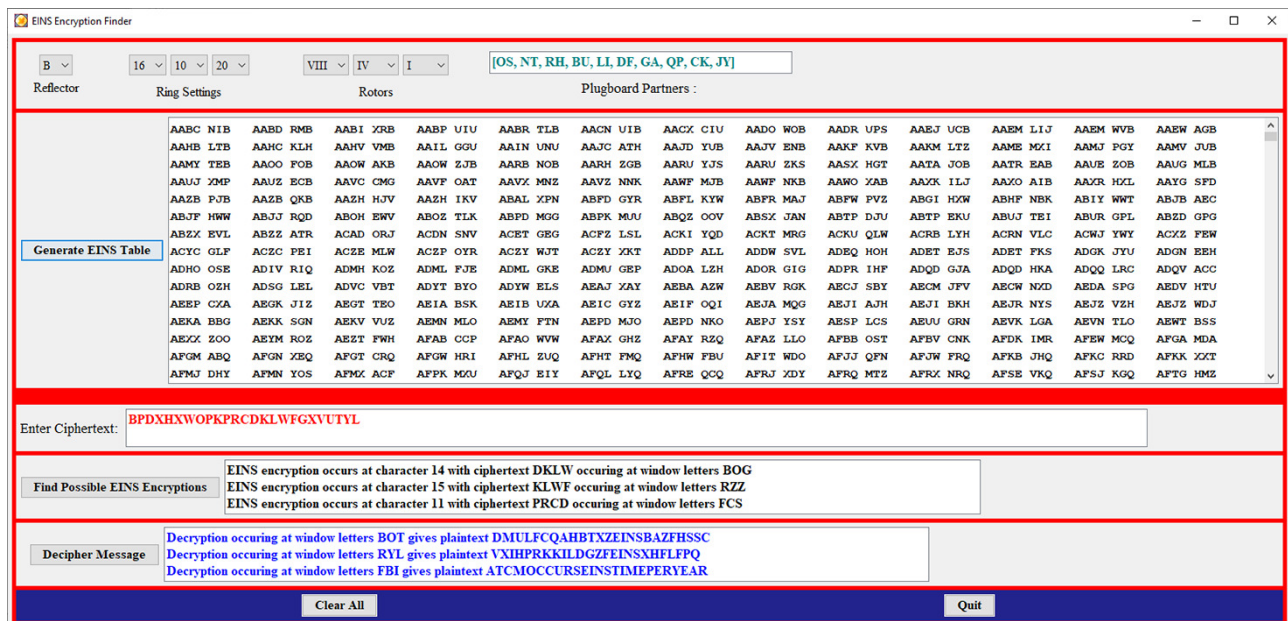 EINS Encryption Finder
B 16 10 20 VIII IV I [OS, NT, RH, BU, LI, DF, GA, QP, CK, JY]
Reflector Ring Settings Rotors Plugboard Partners :
AABC NIB AABD RMB AABI XRB AABP UIU AABR TLB AACN UIB AACX CIU AADO WOB AADR UPS AAEJ UCB AAEM LIJ AAEM WVB AAEW AGB
AAHB LTB AAHC KLH AAHV VMB AAIL GGU AAIN UNU AAJC ATH AAJD YUB AAJV ENB AAKF KVB AAKM LTZ AAME MXI AAMJ PGY AAMV JUB
AAMY TEB AAOO FOB AAOW AKB AAOW ZJB AARB NOB AARH ZGB AARU YJS AARU ZKS AASX HGT AATA JOB AATR EAB AAUE ZOB AAUG MLB
AAUJ XMP AAUZ ECB AAVC CMG AAVF OAT AAVX MNZ AAVZ NNK AAWF MJB AAWF NKB AAWO XAB AAXK ILJ AAXO AIB AAXR HXL AAYG SFD
AAZB PJB AAZB QKB AAZH HJV AAZH IKV ABAL XPN ABFD GYR ABFL KYW ABFR MAJ ABFW PVZ ABGI HXW ABHF NBK ABIY WWT ABJB AEC
ABJF HWW ABJJ RQD ABOH EWV ABOZ TLK ABPD MGG ABPK MUU ABQZ OOV ABSX JAN ABTP DJU ABTP EKU ABUJ TEI ABUR GPL ABZD GPG
ABZX EVL ABZZ ATR ACAD ORJ ACDN SNV ACET GEG ACFZ LSL ACKI YQD ACKT MRG ACKU QLW ACRB LYH ACRN VLC ACWJ YWY ACXZ FEW
Generate EINS Table ACYC GLF ACZC PEI ACZE MLW ACZP OYR ACZY WJT ACZY XKT ADDP ALL ADDW SVL ADEQ HOH ADET EJS ADET FKS ADGK JYU ADGN EEH
ADHO OSE ADIV RIQ ADMH KOZ ADML FJE ADML GKE ADMU GEP ADOA LZH ADOR GIG ADPR IHF ADQD GJA ADQD HKA ADQQ LRC ADQV ACC
ADRB OZH ADSG LEL ADVC VBT ADYT BYO ADYW ELS AEAJ XAY AEBA AZW AEBV RGK AECJ SBY AECM JFV AECW NXD AEDA SPG AEDV HTU
AEEP CXA AEGK JIZ AEGT TEO AEIA BSK AEIB UXA AEIC GYZ AEIF OQI AEJA MQG AEJI AJH AEJI BKH AEJR NYS AEJZ VZH AEJZ WDJ
AEKA BBG AEKK SGN AEKV VUZ AEMN MLO AEMY FTN AEPD MJO AEPD NKO AEPJ YSY AESP LCS AEUU GRN AEVK LGA AEVN TLO AEWT BSS
AEXX ZOO AEYM ROZ AEZT FWH AFAB CCP AFAO WVW AFAX GHZ AFAY RZQ AFAZ LLO AFBB OST AFBV CNK AFDK IMR AFEW MCQ AFGA MDA
AFGM ABQ AFGN XEQ AFGT CRQ AFGW HRI AFHL ZUQ AFHT FMQ AFHW FBU AFIT WDO AFJJ QFN AFJW FRQ AFKB JHQ AFKC RRD AFKK XXT
AFMJ DHY AFMN YOS AFMX ACF AFPK MXU AFQJ EIY AFQL LYQ AFRE QCQ AFRJ XDY AFRQ MTZ AFRX NRQ AFSE VKQ AFSJ KGQ AFTG HMZ
Enter Ciphertext: BPDXHXWOPKPRCDKLWFGXVUTYL
EINS encryption occurs at character 14 with ciphertext DKLW occuring at window letters BOG
Find Possible EINS Encryptions EINS encryption occurs at character 15 with ciphertext KLWF occuring at window letters RZZ
EINS encryption occurs at character 11 with ciphertext PRCD occuring at window letters FCS
Decryption occuring at window letters BOT gives plaintext DMULFCQAHBTXZEINSBAZFHSSC
Decipher Message Decryption occuring at window letters RYL gives plaintext VXIHPRKKILDGZFEINSXHFLFPQ
Decryption occuring at window letters FBI gives plaintext ATCMOCCURSEINSTIMEPERYEAR
Clear All Quit